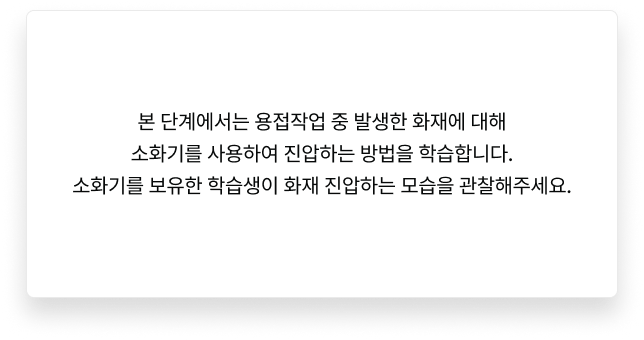 본 단계에서는 용접작업 중 발생한 화재에 대해
소화기를 사용하여 진압하는 방법을 학습합니다.
소화기를 보유한 학습생이 화재 진압하는 모습을 관찰해주세요.